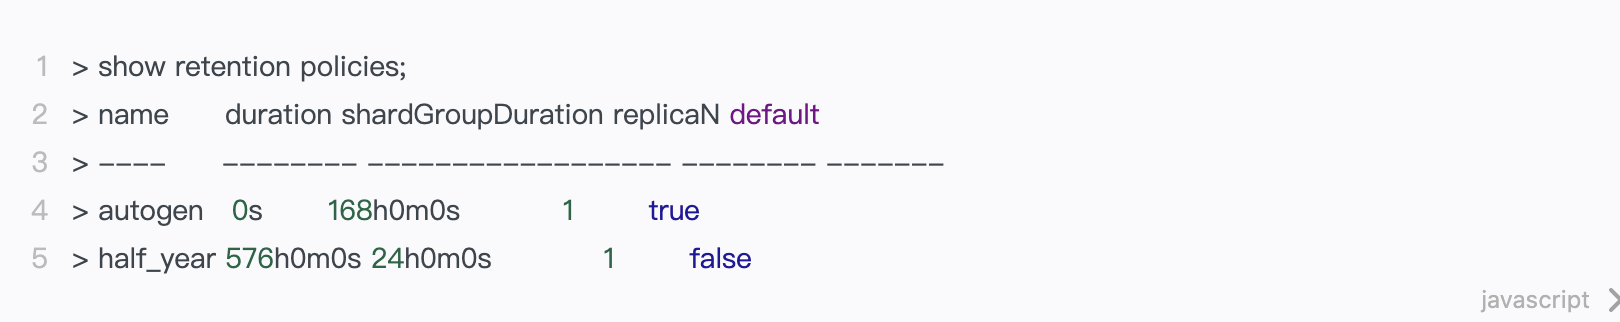 1 > show retention policies;
2 > name duration shardGroupDuration replicaN default
3 > ---- -------- ------------------ -------- -------
4 > autogen 0s 168h0m0s 1 true
5 > half_year 576h0m0s 24h0m0s 1 false
javascript